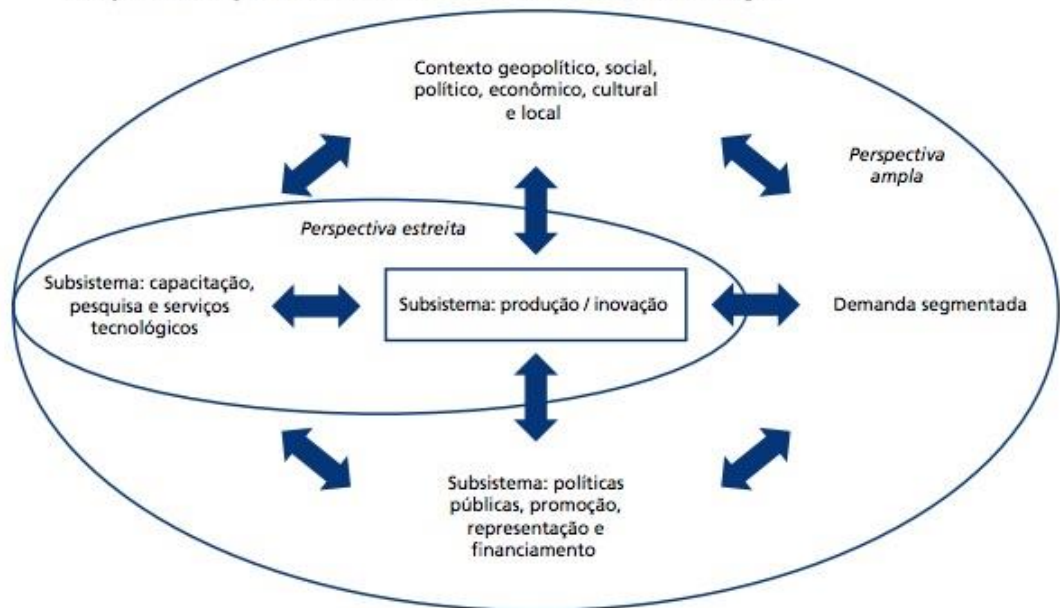 Contexto geopolítico, social,
político, econômico, cultural
e local
Perspectiva
ampla
Perspectiva estreita
Subsistema: capacitação,
pesquisa e serviços
tecnológicos
Subsistema: produção / inovação
Demanda segmentada
Subsistema: políticas
públicas, promoção,
representação e
financiamento